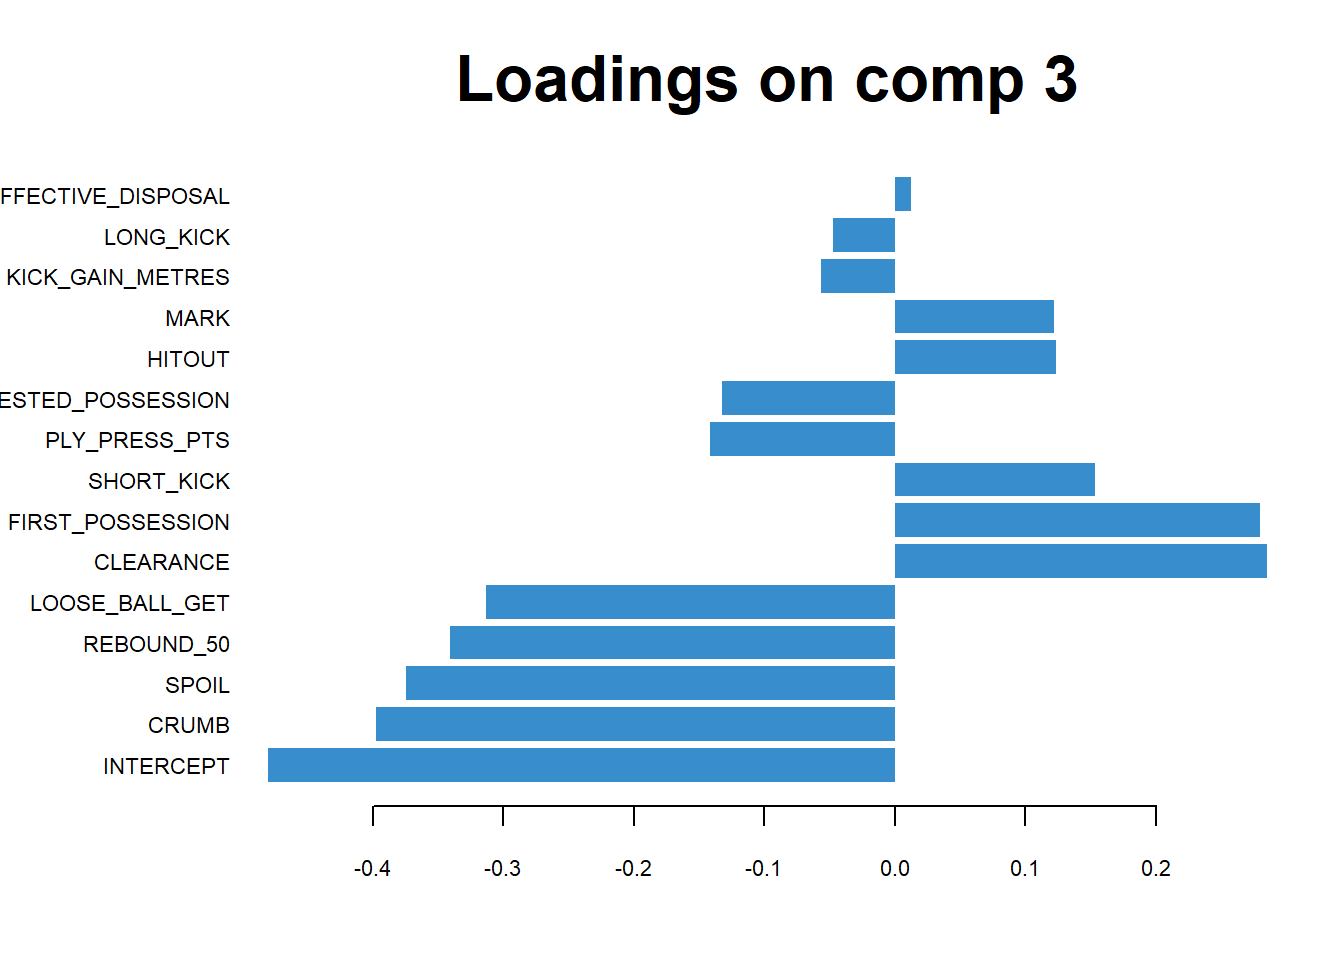 Loadings on comp 3
FFECTIVE_DISPOSAL
LONG_KICK
KICK_GAIN_METRES
MARK
HITOUT
ESTED_POSSESSION
PLY_PRESS_PTS
SHORT_KICK
FIRST_POSSESSION
CLEARANCE
LOOSE_BALL_GET
REBOUND_50
SPOIL
CRUMB
INTERCEPT
-0.4 -0.3 -0.2 -0.1 0.0 0.1 0.2